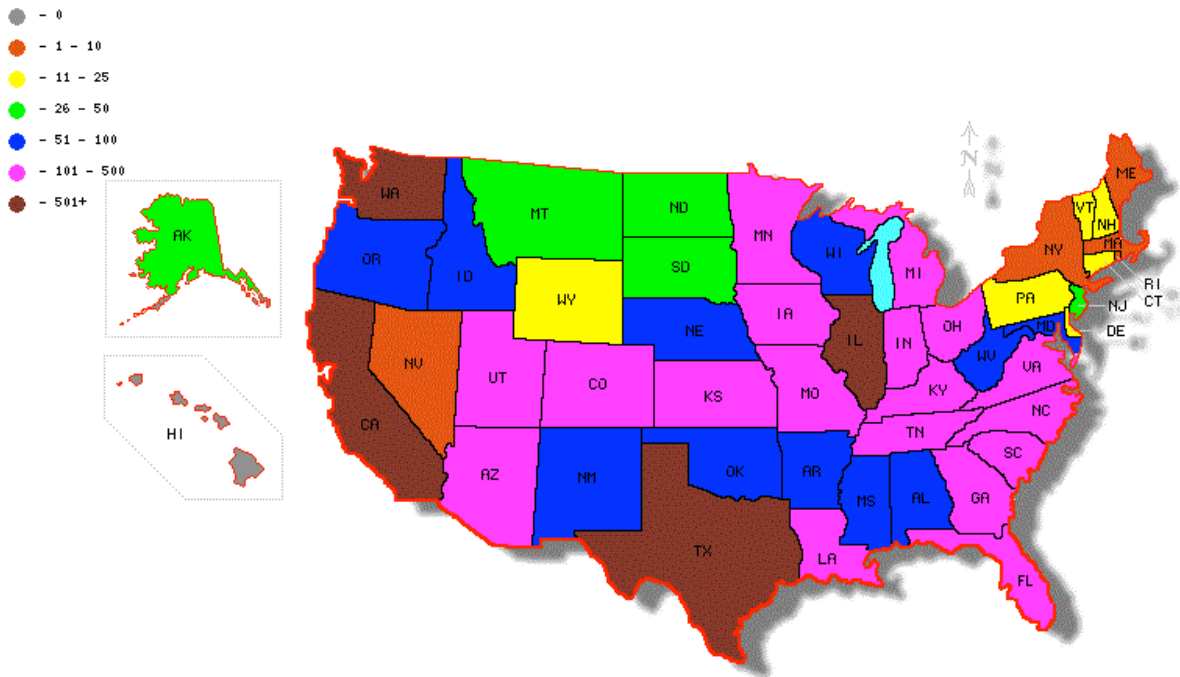 - 0
- 1 - 10
- 11 - 25
- 26 - 50
- 51 - 100
- 101 - 500
- 501+
N
ME
WA
AK
VT
ND
MT
NH
MN
NY
MA
OR
WI
ID
SD
MI
RI
WY
PA
CT
NJ
IA
MD
NE
OH
DE
IL
IN
NV
UT
WV
VA
CO
KS
KY
MO
NC
CA
TN
HI
SC
AZ
OK
AR
NM
MS
AL
GA
TX
LA
FL